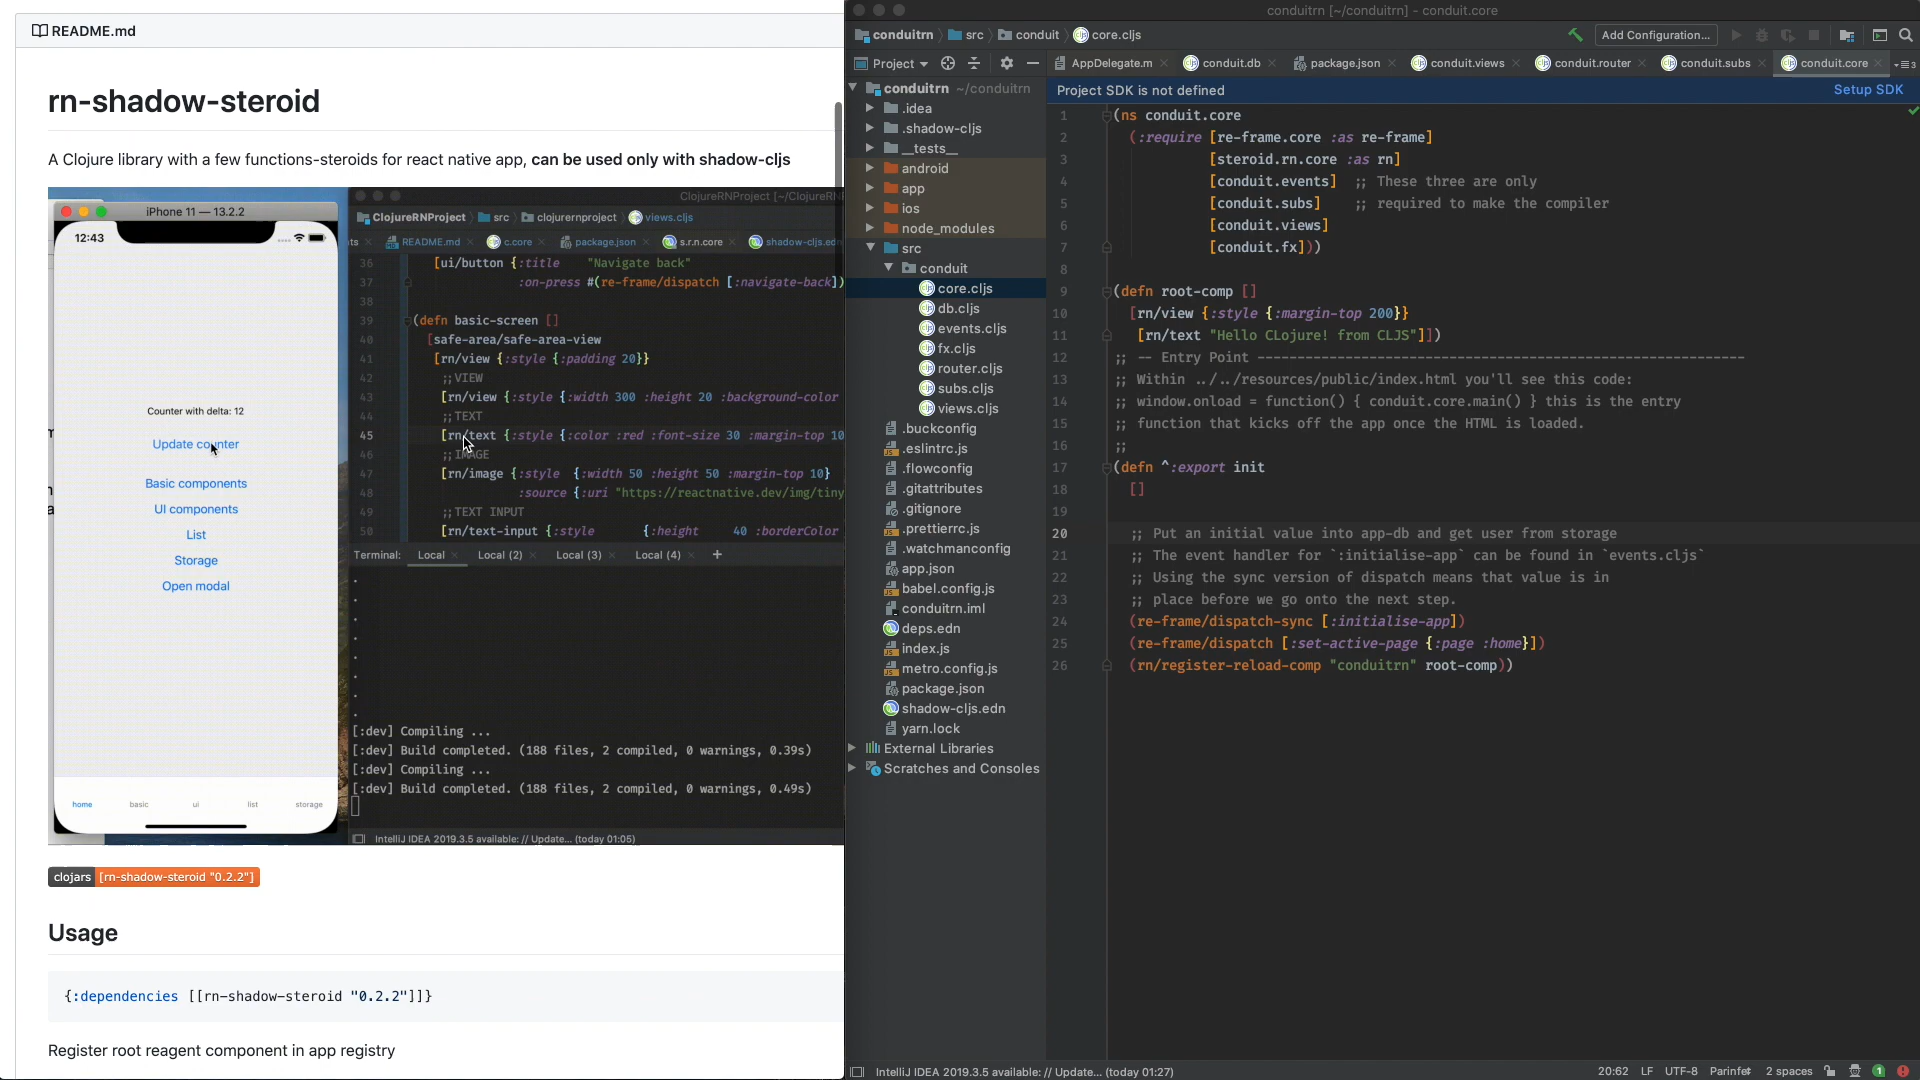 README.md
rn-shadow-steroid
A Clojure library with a few functions-steroids for react native app, can be used only with shadow-cljs
iPhone 11 — 13.2.2
12:43
Counter with delta: 12
Update counter
Basic components
UI components
List
Storage
Open modal
home basic ui list storage
ClojureRNProject [~/ClojureRN
ClojureRNProject src clojurernproject views.cljs
ts README.md c.core package.json s.r.n.core shadow-cljs.edn
36 [ui/button {:title "Navigate back"
37 :on-press #(re-frame/dispatch [:navigate-back])
38
39 (defn basic-screen []
40 [safe-area/safe-area-view
41 [rn/view {:style {:padding 20}}
42 ;;VIEW
43 [rn/view {:style {:width 300 :height 20 :background-color
44 ;;TEXT
45 [rn/text {:style {:color :red :font-size 30 :margin-top 10
46 ;;IMAGE
47 [rn/image {:style {:width 50 :height 50 :margin-top 10}
48 :source {:uri "https://reactnative.dev/img/tiny
49 ;;TEXT INPUT
50 [rn/text-input {:style {:height 40 :borderColor
Terminal: Local Local (2) Local (3) Local (4) +
[:dev] Compiling ...
[:dev] Build completed. (188 files, 2 compiled, 0 warnings, 0.39s)
[:dev] Compiling ...
[:dev] Build completed. (188 files, 2 compiled, 0 warnings, 0.49s)
IntelliJ IDEA 2019.3.5 available: // Update... (today 01:05)
clojars [rn-shadow-steroid "0.2.2"]
Usage
{:dependencies [[rn-shadow-steroid "0.2.2"]]}
Register root reagent component in app registry
conduitrn [~/conduitrn] - conduit.core
conduitrn src conduit core.cljs
Add Configuration...
Project
AppDelegate.m conduit.db package.json conduit.views conduit.router conduit.subs conduit.core 3
Project SDK is not defined Setup SDK
conduitrn ~/conduitrn
.idea
.shadow-cljs
__tests__
android
app
ios
node_modules
src
conduit
core.cljs
db.cljs
events.cljs
fx.cljs
router.cljs
subs.cljs
views.cljs
.buckconfig
.eslintrc.js
.flowconfig
.gitattributes
.gitignore
.prettierrc.js
.watchmanconfig
app.json
babel.config.js
conduitrn.iml
deps.edn
index.js
metro.config.js
package.json
shadow-cljs.edn
yarn.lock
External Libraries
Scratches and Consoles
1 (ns conduit.core
2 (:require [re-frame.core :as re-frame]
3 [steroid.rn.core :as rn]
4 [conduit.events] ;; These three are only
5 [conduit.subs] ;; required to make the compiler
6 [conduit.views]
7 [conduit.fx]))
8
9 (defn root-comp []
10 [rn/view {:style {:margin-top 200}}
11 [rn/text "Hello CLojure! from CLJS"]])
12 ;; -- Entry Point -------------------------------------------------------------
13 ;; Within ../../resources/public/index.html you'll see this code:
14 ;; window.onload = function() { conduit.core.main() } this is the entry
15 ;; function that kicks off the app once the HTML is loaded.
16 ;;
17 (defn ^:export init
18 []
19
20 ;; Put an initial value into app-db and get user from storage
21 ;; The event handler for `:initialise-app` can be found in `events.cljs`
22 ;; Using the sync version of dispatch means that value is in
23 ;; place before we go onto the next step.
24 (re-frame/dispatch-sync [:initialise-app])
25 (re-frame/dispatch [:set-active-page {:page :home}])
26 (rn/register-reload-comp "conduitrn" root-comp))
IntelliJ IDEA 2019.3.5 available: // Update... (today 01:27)
20:62 LF UTF-8 Parinfer 2 spaces 1